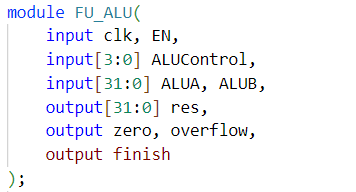 module FU_ALU(
    input clk, EN,
    input[3:0] ALUControl,
    input[31:0] ALUA, ALUB,
    output[31:0] res,
    output zero, overflow,
    output finish
);